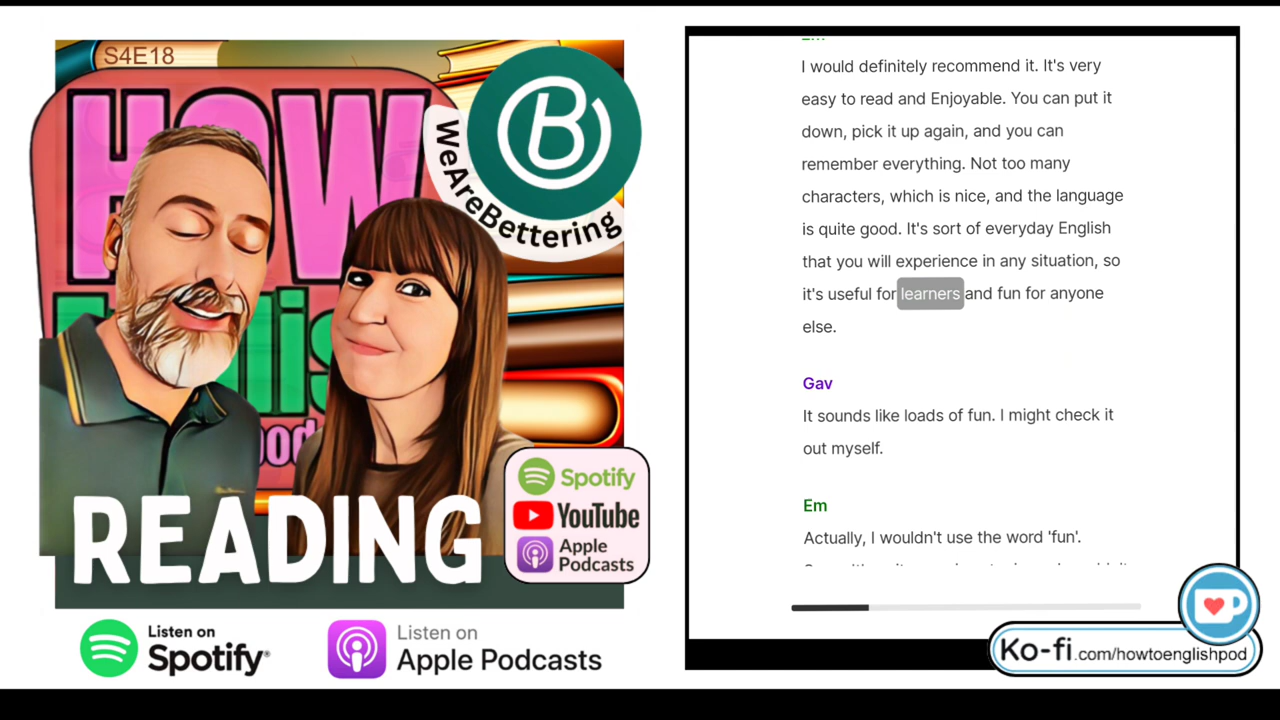 S4E18
HOW
WeAreBettering
B
READING
Spotify
YouTube
Apple
Podcasts
Listen on
Spotify
Listen on
Apple Podcasts
Em
I would definitely recommend it. It's very
easy to read and Enjoyable. You can put it
down, pick it up again, and you can
remember everything. Not too many
characters, which is nice, and the language
is quite good. It's sort of everyday English
that you will experience in any situation, so
it's useful for learners and fun for anyone
else.
Gav
It sounds like loads of fun. I might check it
out myself.
Em
Actually, I wouldn't use the word 'fun'.
Ko-fi.com/howtoenglishpod